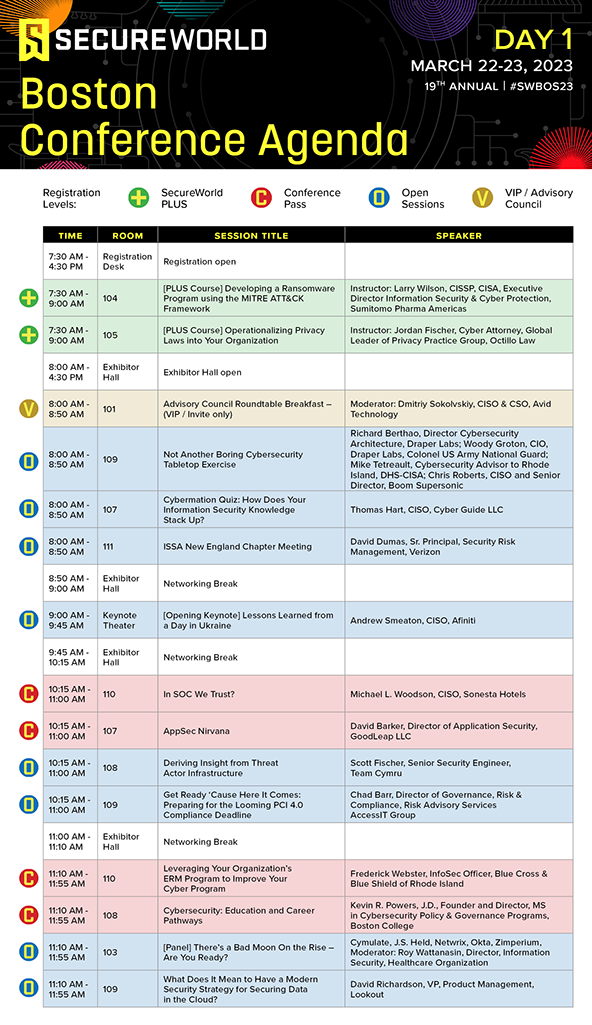 SECUREWORLD
DAY 1
MARCH 22-23, 2023
19TH ANNUAL | #SWBOS23
Boston
Conference Agenda
Registration
Levels:
SecureWorld
PLUS
C
Conference
Pass
O
Open
Sessions
V
VIP / Advisory
Council
TIME ROOM SESSION TITLE SPEAKER
7:30 AM -
4:30 PM
Registration
Desk
Registration open
7:30 AM -
9:00 AM
104
[PLUS Course] Developing a Ransomware
Program using the MITRE ATT&CK
Framework
Instructor: Larry Wilson, CISSP, CISA, Executive
Director Information Security & Cyber Protection,
Sumitomo Pharma Americas
7:30 AM -
9:00 AM
105
[PLUS Course] Operationalizing Privacy
Laws into Your Organization
Instructor: Jordan Fischer, Cyber Attorney, Global
Leader of Privacy Practice Group, Octillo Law
8:00 AM -
4:30 PM
Exhibitor
Hall
Exhibitor Hall open
V
8:00 AM -
8:50 AM
101
Advisory Council Roundtable Breakfast –
(VIP / Invite only)
Moderator: Dmitriy Sokolvskiy, CISO & CSO, Avid
Technology
O
8:00 AM -
8:50 AM
109
Not Another Boring Cybersecurity
Tabletop Exercise
Richard Berthao, Director Cybersecurity
Architecture, Draper Labs; Woody Groton, CIO,
Draper Labs, Colonel US Army National Guard;
Mike Tetreault, Cybersecurity Advisor to Rhode
Island, DHS-CISA; Chris Roberts, CISO and Senior
Director, Boom Supersonic
O
8:00 AM -
8:50 AM
107
Cybermation Quiz: How Does Your
Information Security Knowledge
Stack Up?
Thomas Hart, CISO, Cyber Guide LLC
O
8:00 AM -
8:50 AM
111
ISSA New England Chapter Meeting
David Dumas, Sr. Principal, Security Risk
Management, Verizon
8:50 AM -
9:00 AM
Exhibitor
Hall
Networking Break
O
9:00 AM -
9:45 AM
Keynote
Theater
[Opening Keynote] Lessons Learned from
a Day in Ukraine
Andrew Smeaton, CISO, Afiniti
9:45 AM -
10:15 AM
Exhibitor
Hall
Networking Break
C
10:15 AM -
11:00 AM
110
In SOC We Trust?
Michael L. Woodson, CISO, Sonesta Hotels
C
10:15 AM -
11:00 AM
107
AppSec Nirvana
David Barker, Director of Application Security,
GoodLeap LLC
O
10:15 AM -
11:00 AM
108
Deriving Insight from Threat
Actor Infrastructure
Scott Fischer, Senior Security Engineer,
Team Cymru
O
10:15 AM -
11:00 AM
109
Get Ready ‘Cause Here It Comes:
Preparing for the Looming PCI 4.0
Compliance Deadline
Chad Barr, Director of Governance, Risk &
Compliance, Risk Advisory Services
AccessIT Group
11:00 AM -
11:10 AM
Exhibitor
Hall
Networking Break
C
11:10 AM -
11:55 AM
110
Leveraging Your Organization’s
ERM Program to Improve Your
Cyber Program
Frederick Webster, InfoSec Officer, Blue Cross &
Blue Shield of Rhode Island
C
11:10 AM -
11:55 AM
108
Cybersecurity: Education and Career
Pathways
Kevin R. Powers, J.D., Founder and Director, MS
in Cybersecurity Policy & Governance Programs,
Boston College
O
11:10 AM -
11:55 AM
103
[Panel] There’s a Bad Moon On the Rise –
Are You Ready?
Cymulate, J.S. Held, Netwrix, Okta, Zimperium,
Moderator: Roy Wattanasin, Director, Information
Security, Healthcare Organization
O
11:10 AM -
11:55 AM
109
What Does It Mean to Have a Modern
Security Strategy for Securing Data
in the Cloud?
David Richardson, VP, Product Management,
Lookout